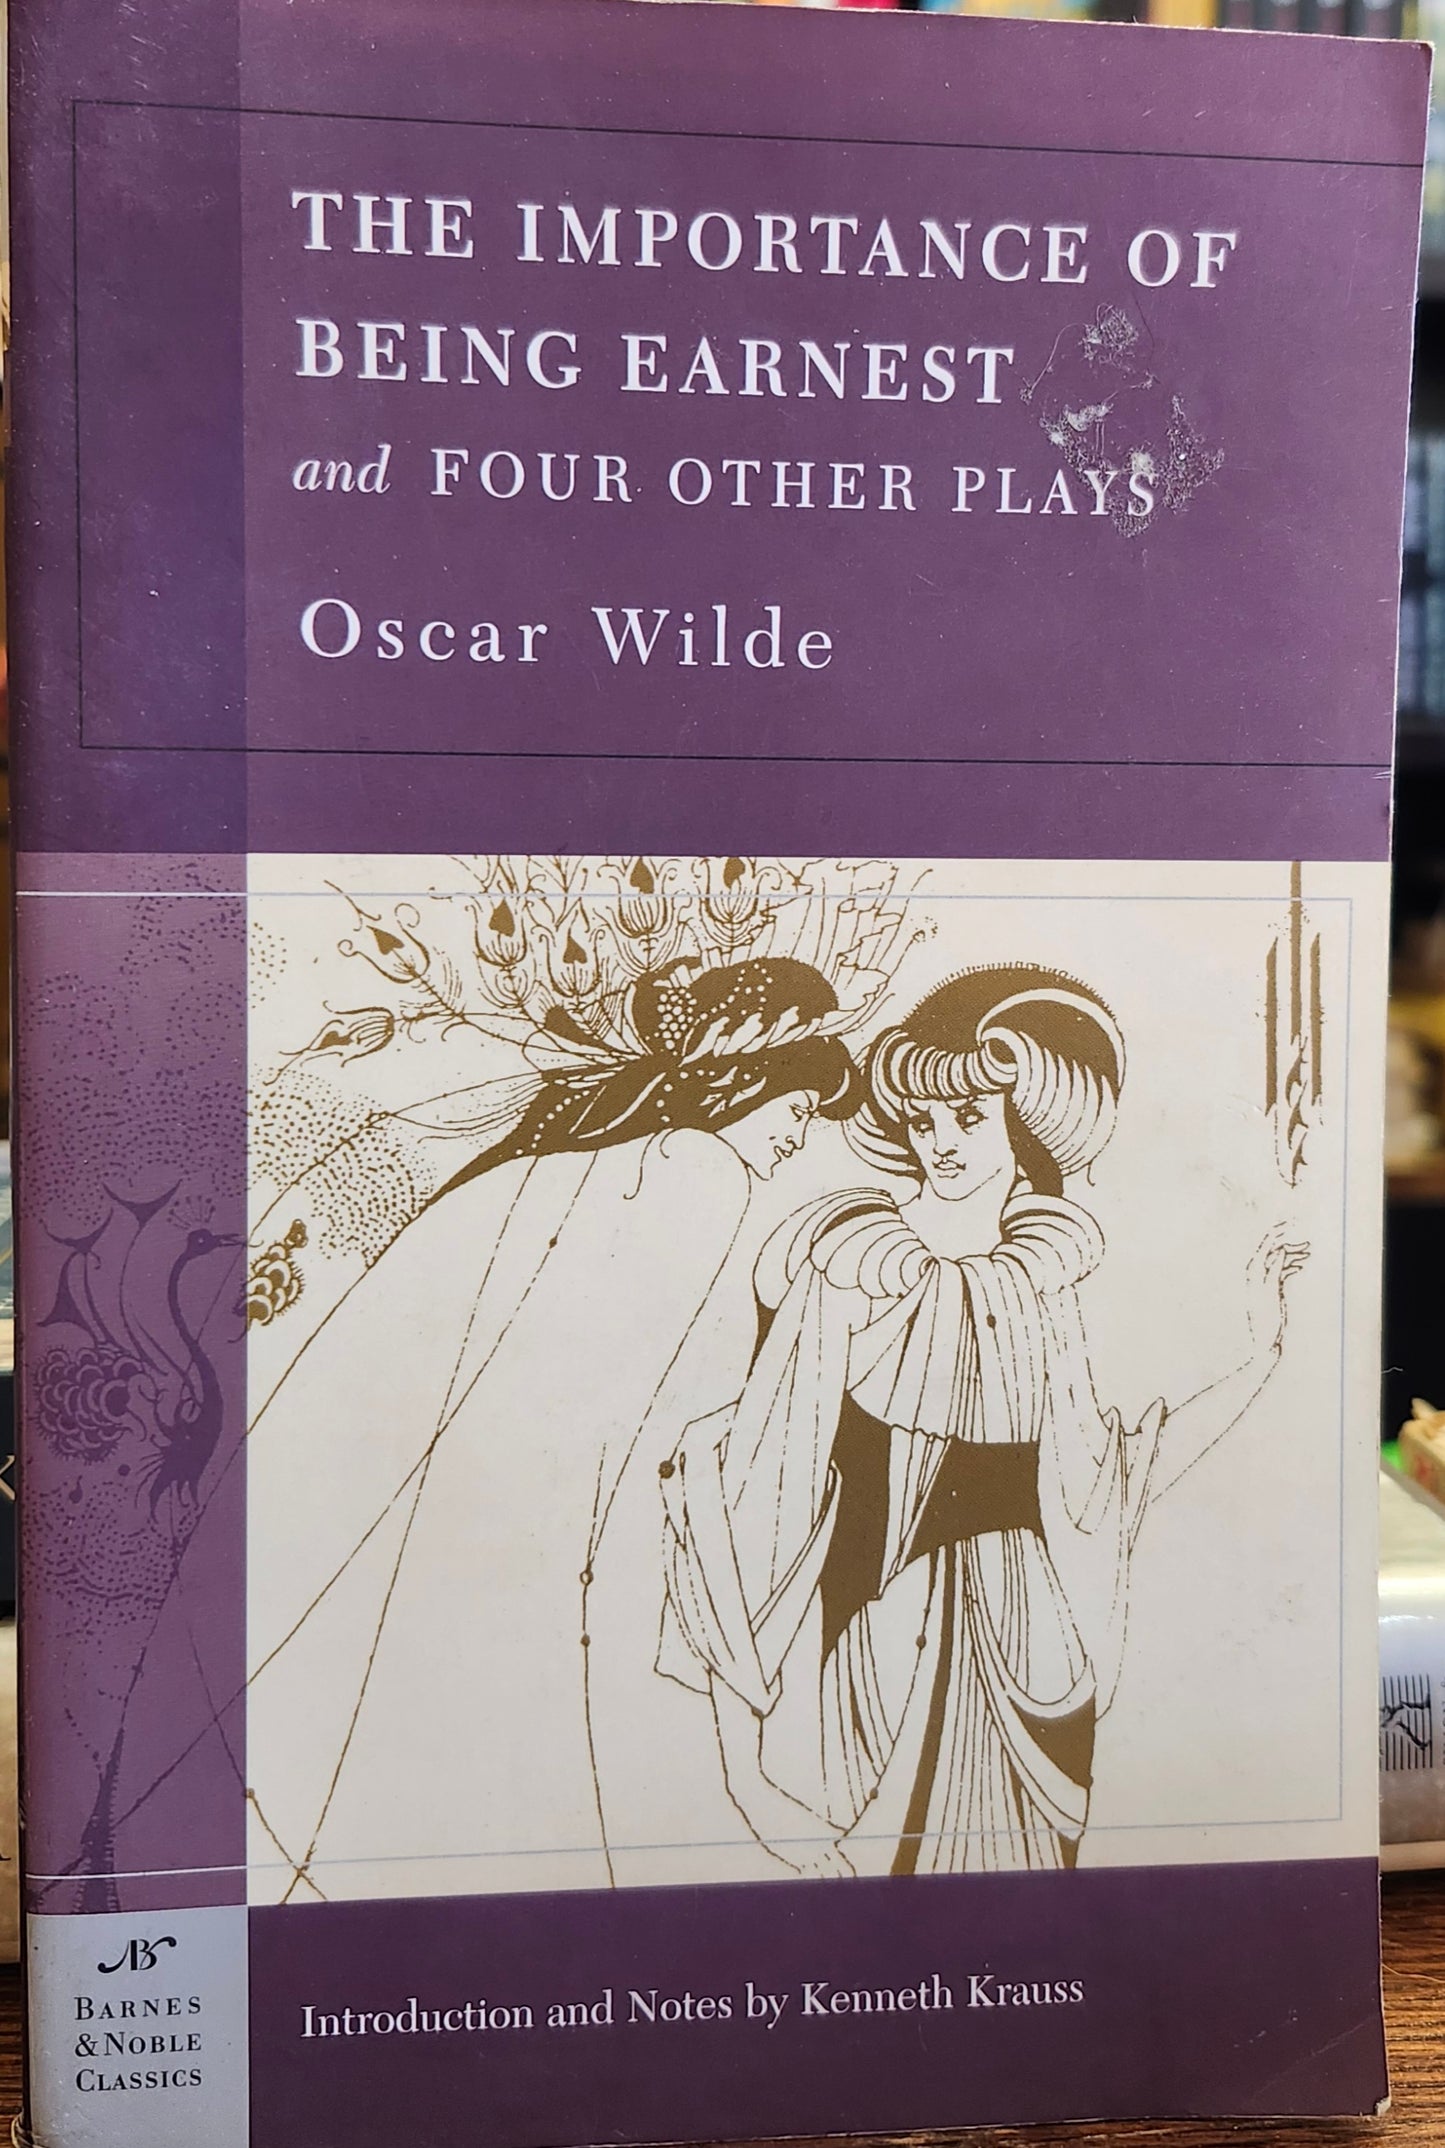 THE IMPORTANCE OF
BEING EARNEST
and FOUR OTHER PLAYS
Oscar Wilde
B
BARNES
& NOBLE
CLASSICS
Introduction and Notes by Kenneth Krauss